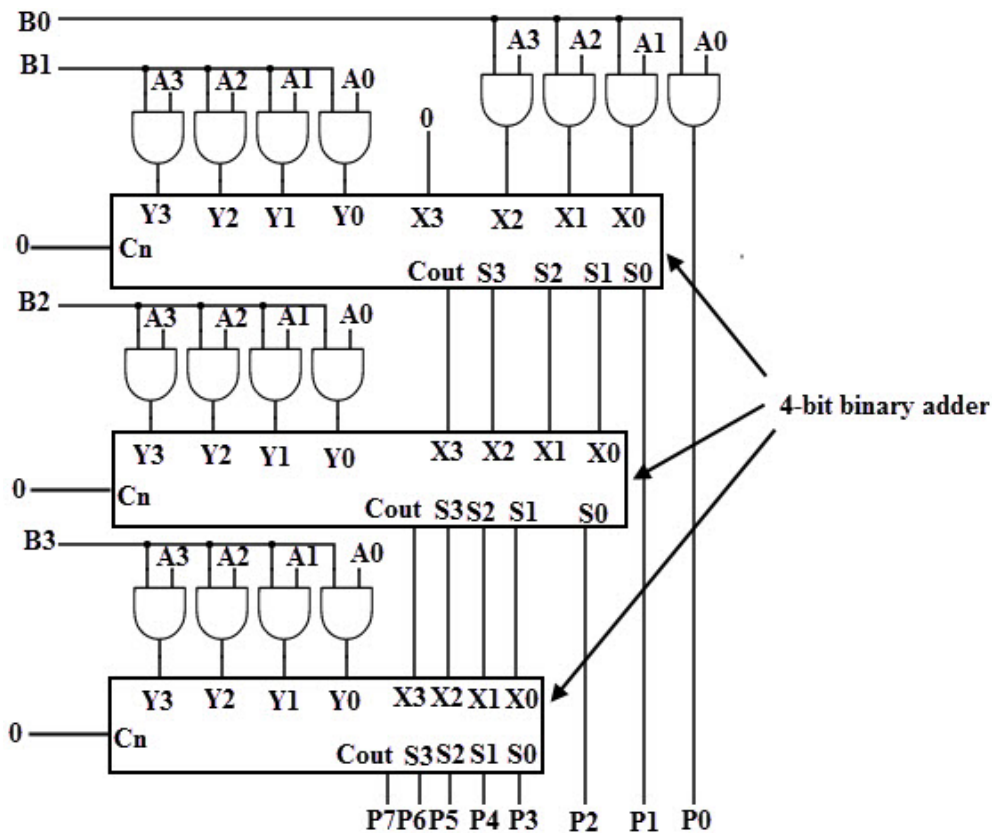 B0
A3 A2 A1 A0
B1
A3 A2 A1 A0
0
Y3 Y2 Y1 Y0 X3 X2 X1 X0
0 Cn
Cout S3 S2 S1 S0
B2
A3 A2 A1 A0
4-bit binary adder
Y3 Y2 Y1 Y0 X3 X2 X1 X0
0 Cn
Cout S3 S2 S1 S0
B3
A3 A2 A1 A0
Y3 Y2 Y1 Y0 X3 X2 X1 X0
0 Cn
Cout S3 S2 S1 S0
P7 P6 P5 P4 P3 P2 P1 P0